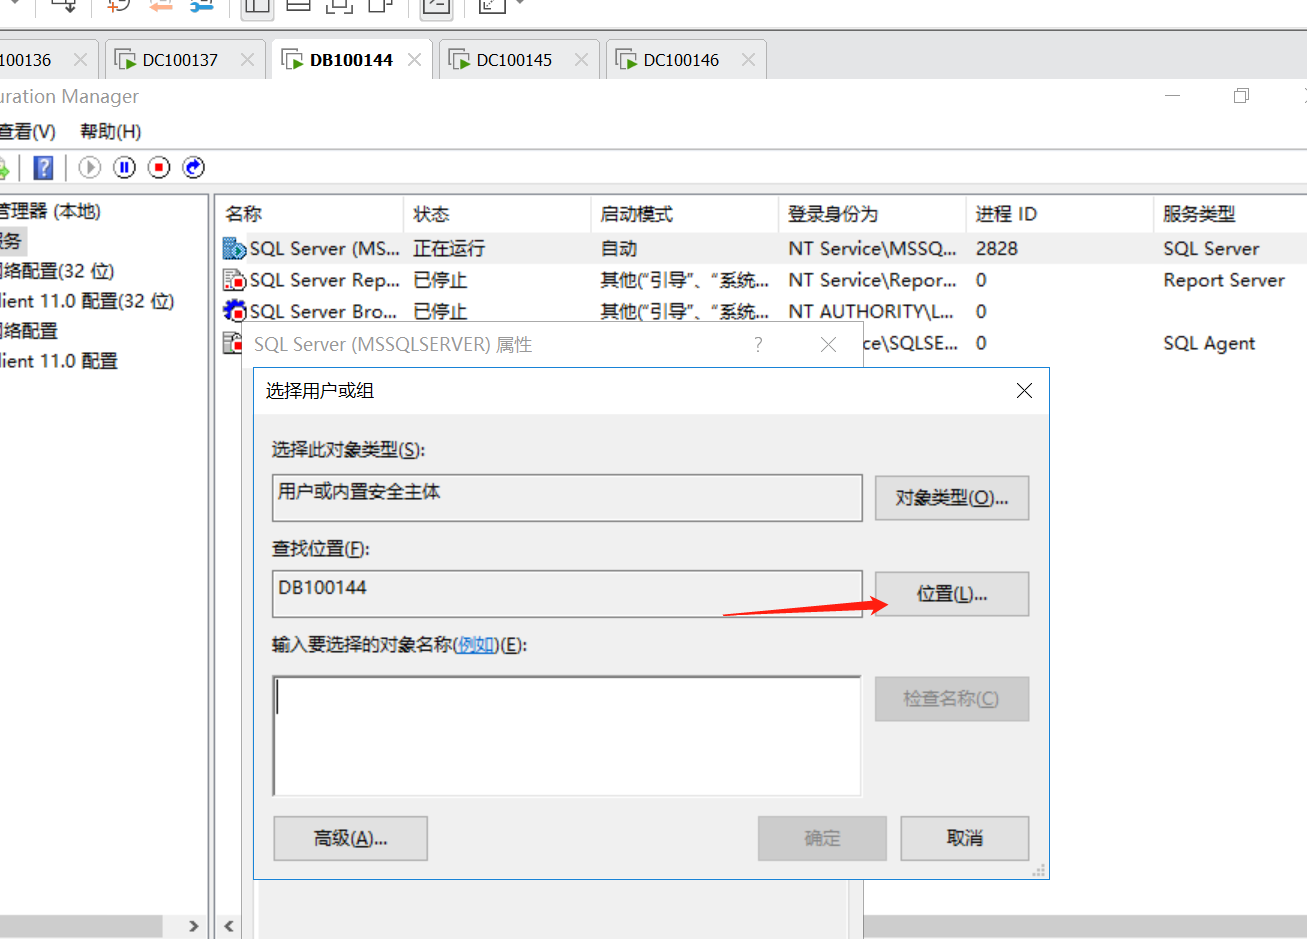 100136 DC100137 DB100144 DC100145 DC100146
uration Manager
查看(V) 帮助(H)
管理器 (本地)
务
络配置(32 位)
lient 11.0 配置(32 位)
络配置
lient 11.0 配置
名称 状态 启动模式 登录身份为 进程 ID 服务类型
SQL Server (MS... 正在运行 自动 NT Service\MSSQ... 2828 SQL Server
SQL Server Rep... 已停止 其他("引导"、"系统... NT Service\Repor... 0 Report Server
SQL Server Bro... 已停止 其他("引导"、"系统... NT AUTHORITY\L... 0
ce\SQLSE... 0 SQL Agent
SQL Server (MSSQLSERVER) 属性 ?
选择用户或组
选择此对象类型(S):
用户或内置安全主体
对象类型(O)...
查找位置(F):
DB100144
位置(L)...
输入要选择的对象名称(例如)(E):
检查名称(C)
高级(A)...
确定
取消